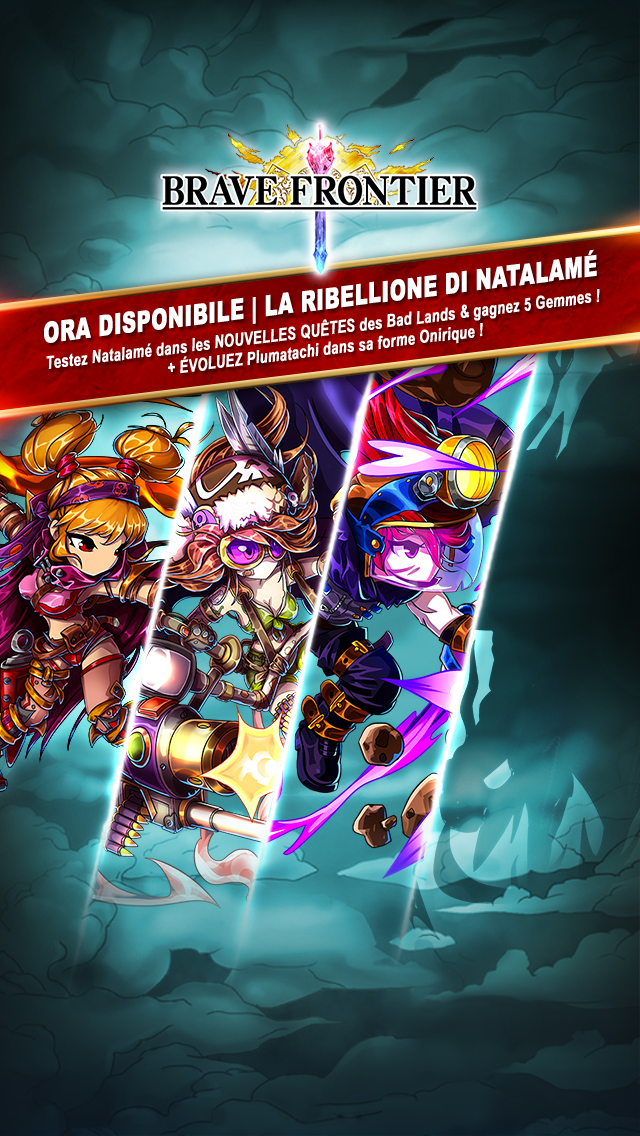 BRAVE FRONTIER
ORA DISPONIBILE | LA RIBELLIONE DI NATALAMÉ
Testez Natalamé dans les NOUVELLES QUÊTES des Bad Lands & gagnez 5 Gemmes !
+ ÉVOLUEZ Plumatachi dans sa forme Onirique !